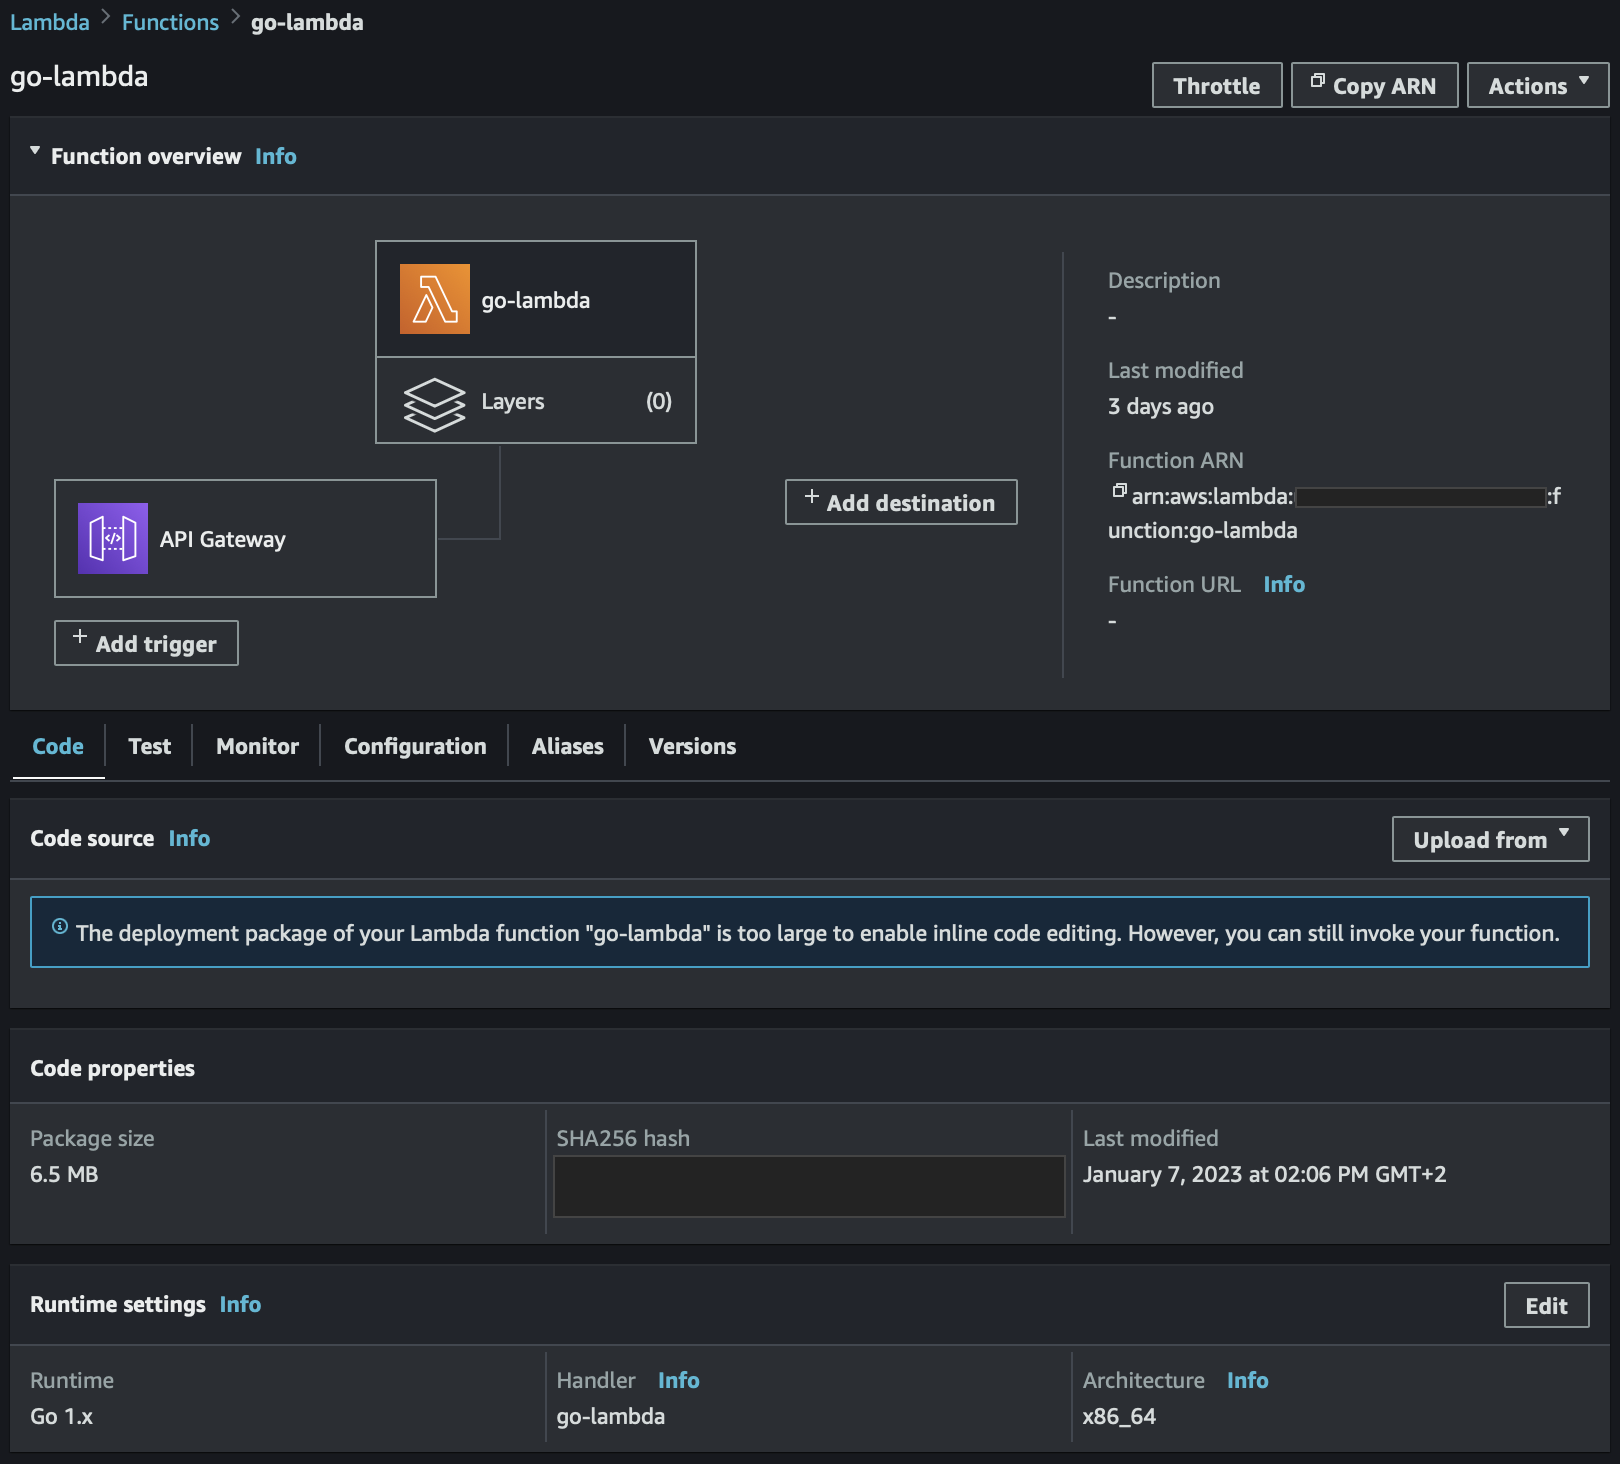 Lambda > Functions > go-lambda
go-lambda
Throttle
Copy ARN
Actions
Function overview Info
go-lambda
Layers (0)
API Gateway
+ Add trigger
+ Add destination
Description
-
Last modified
3 days ago
Function ARN
arn:aws:lambda: :f
unction:go-lambda
Function URL Info
-
Code
Test
Monitor
Configuration
Aliases
Versions
Code source Info
Upload from
The deployment package of your Lambda function "go-lambda" is too large to enable inline code editing. However, you can still invoke your function.
Code properties
Package size
6.5 MB
SHA256 hash
Last modified
January 7, 2023 at 02:06 PM GMT+2
Runtime settings Info
Edit
Runtime
Go 1.x
Handler Info
go-lambda
Architecture Info
x86_64